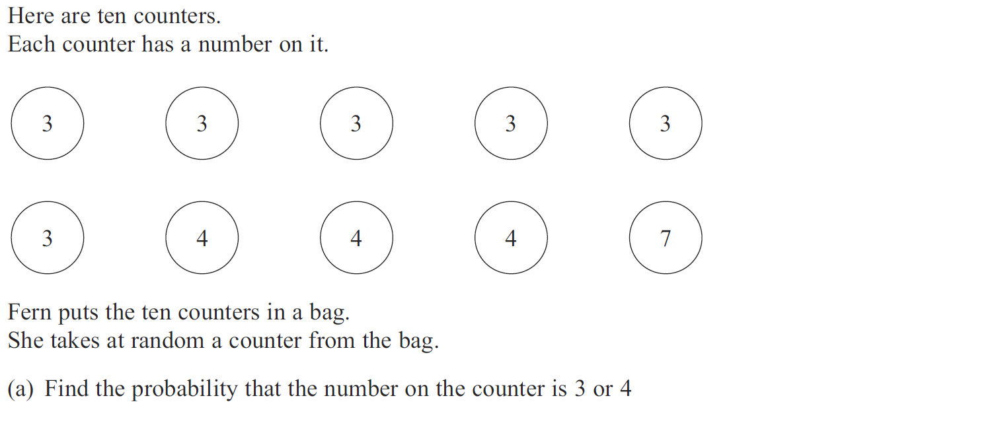 Here are ten counters.
Each counter has a number on it.
3 3 3 3 3
3 4 4 4 7
Fern puts the ten counters in a bag.
She takes at random a counter from the bag.
(a) Find the probability that the number on the counter is 3 or 4